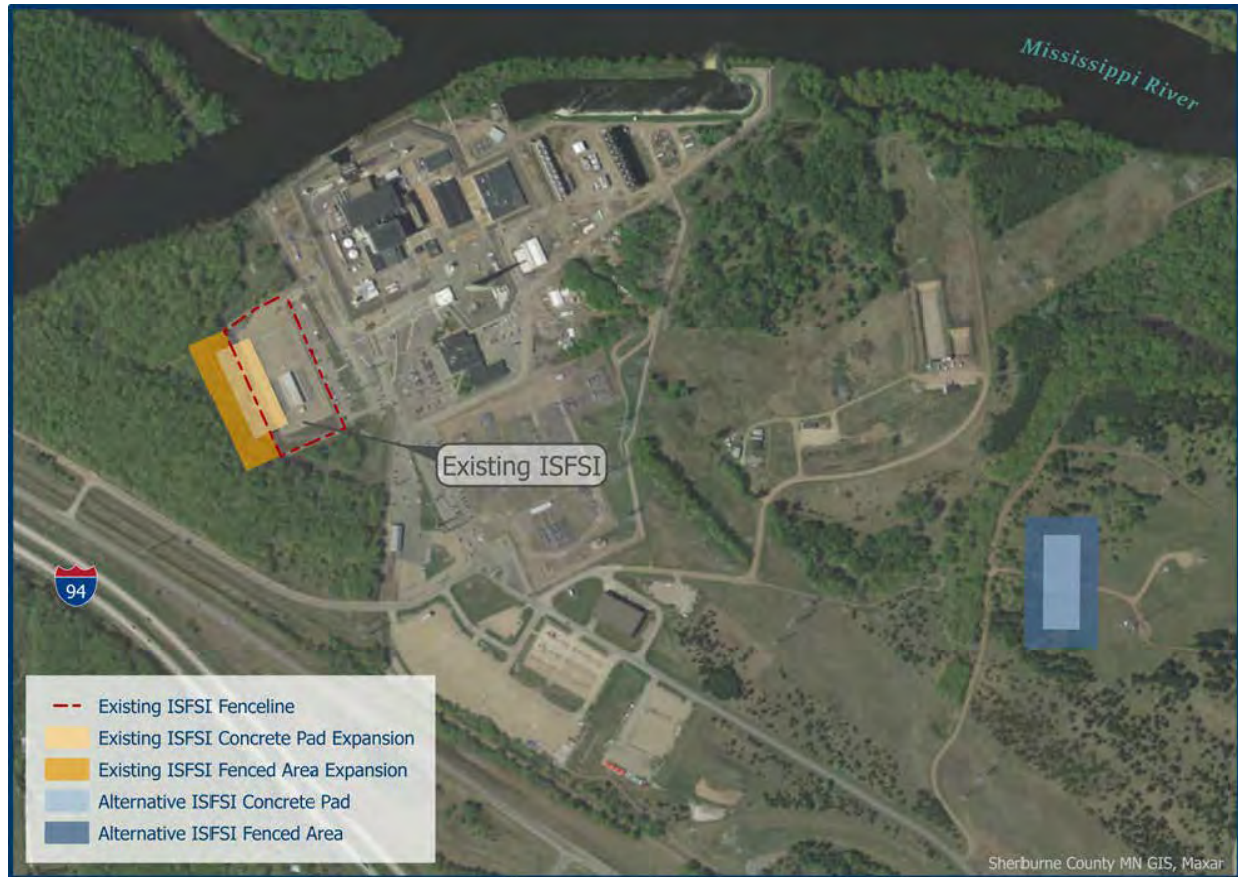 Mississippi River
Existing ISFSI
94
Existing ISFSI Fenceline
Existing ISFSI Concrete Pad Expansion
Existing ISFSI Fenced Area Expansion
Alternative ISFSI Concrete Pad
Alternative ISFSI Fenced Area
Sherburne County MN GIS, Maxar